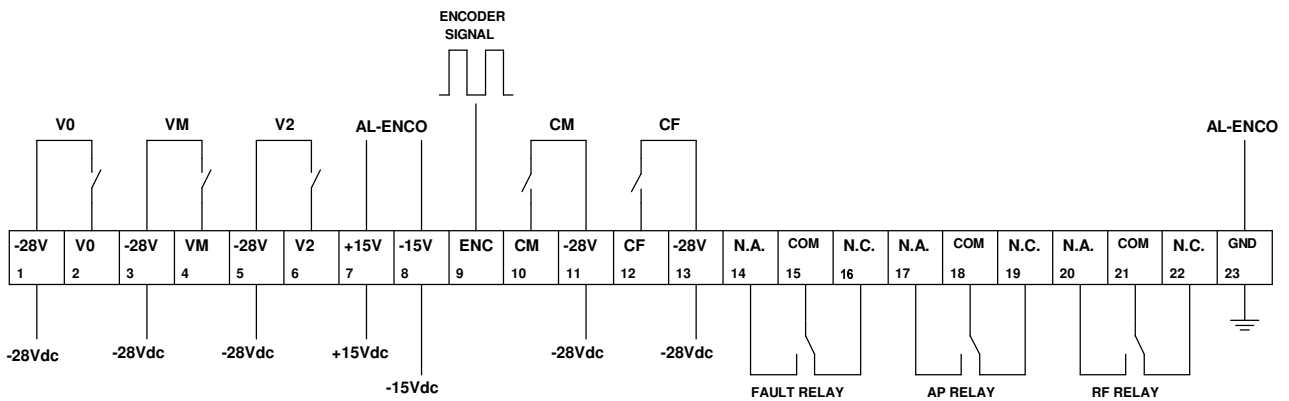 ENCODER
SIGNAL
V0 VM V2 AL-ENCO CM CF AL-ENCO
-28V V0 -28V VM -28V V2 +15V -15V ENC CM -28V CF -28V N.A. COM N.C. N.A. COM N.C. N.A. COM N.C. GND
1 2 3 4 5 6 7 8 9 10 11 12 13 14 15 16 17 18 19 20 21 22 23
-28Vdc -28Vdc -28Vdc +15Vdc -28Vdc -28Vdc
-15Vdc
FAULT RELAY AP RELAY RF RELAY